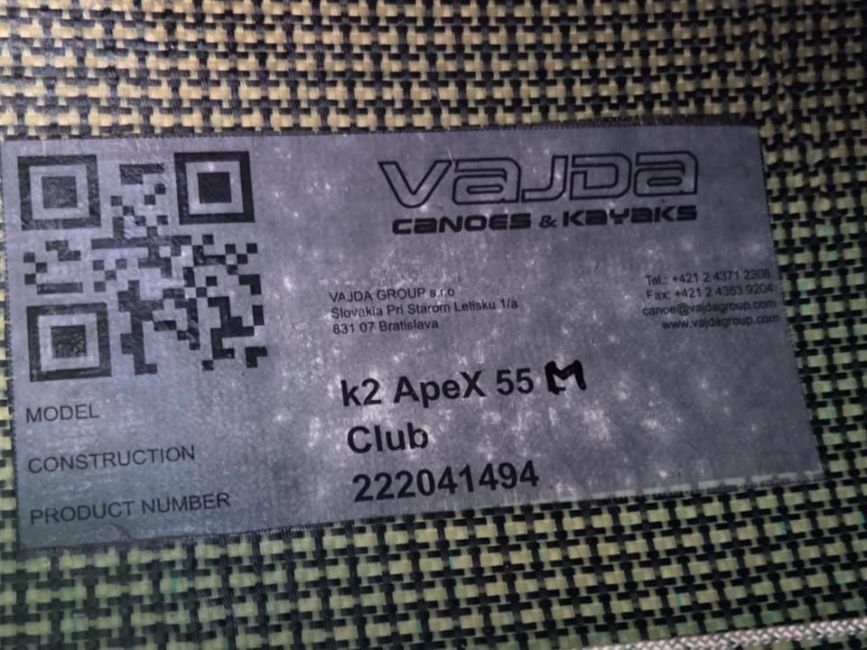 VAJDA
CANOES & KAYAKS
VAJDA GROUP s.r.o
Slovakia Pri Starom Letisku 1/a
831 07 Bratislava
Tel.: +421 2 4371 2308
Fax: +421 2 4363 9204
canoe@vajdagroup.com
www.vajdagroup.com
MODEL k2 ApeX 55 M
CONSTRUCTION Club
PRODUCT NUMBER 222041494